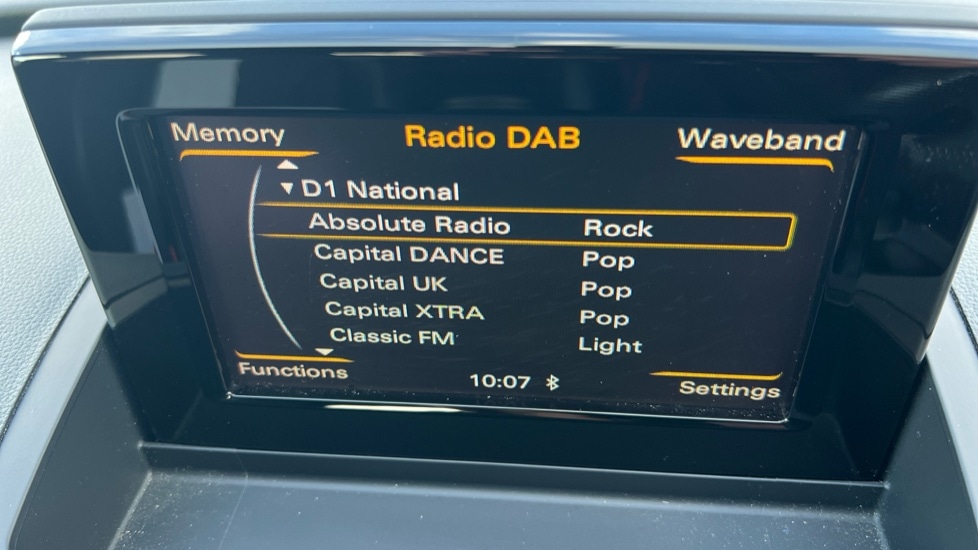 Memory Radio DAB Waveband
D1 National
Absolute Radio Rock
Capital DANCE Pop
Capital UK Pop
Capital XTRA Pop
Classic FM Light
Functions 10:07 Settings